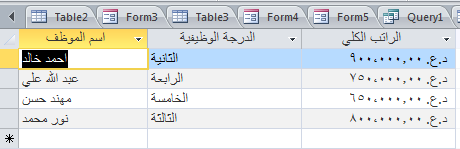 Table2 Form3 Table3 Form4 Form5 Query1
اسم الموظف الدرجة الوظيفية الراتب الكلي
احمد خالد الثانية د.ع. ٩٠٠،٠٠٠,٠٠
عبد الله علي الرابعة د.ع. ٧٥٠،٠٠٠,٠٠
مهند حسن الخامسة د.ع. ٦٥٠،٠٠٠,٠٠
نور محمد الثالثة د.ع. ٨٠٠،٠٠٠,٠٠